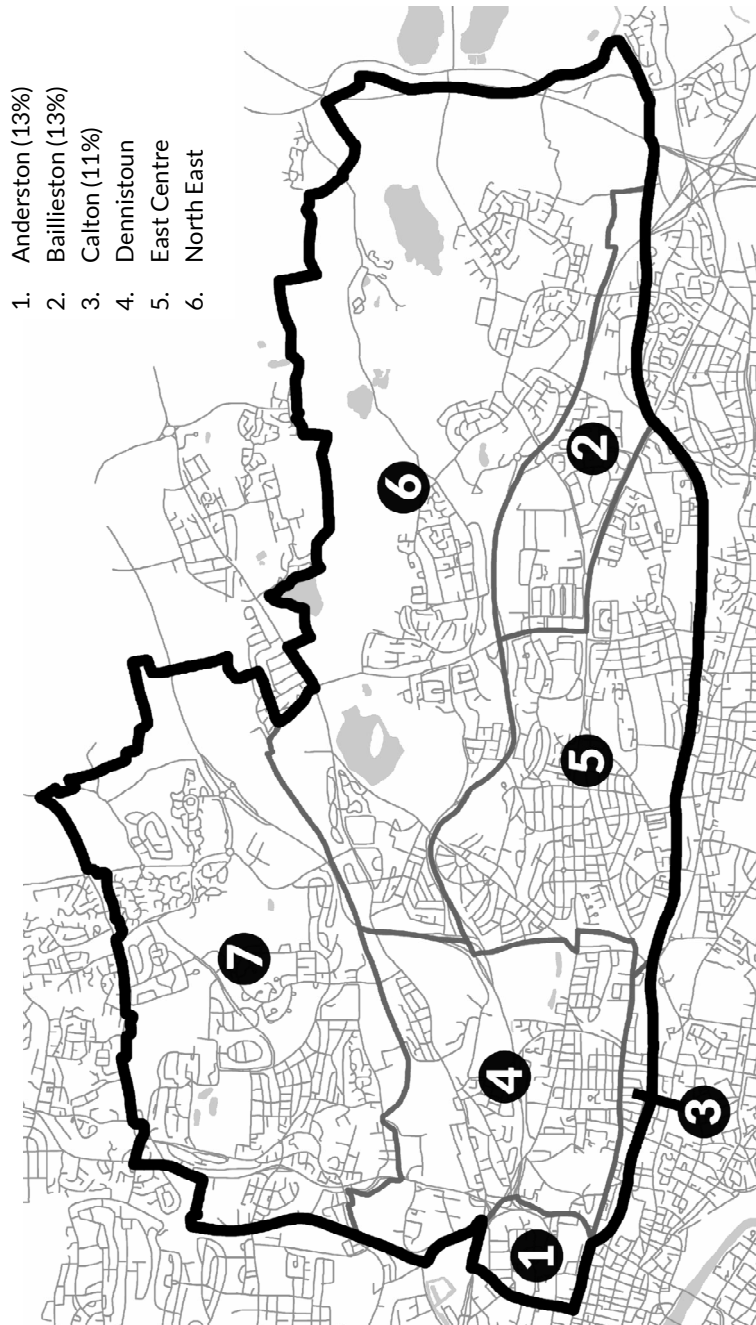 1. Anderston (13%)
2. Baillieston (13%)
3. Calton (11%)
4. Dennistoun
5. East Centre
6. North East
7
6
2
5
4
3
1